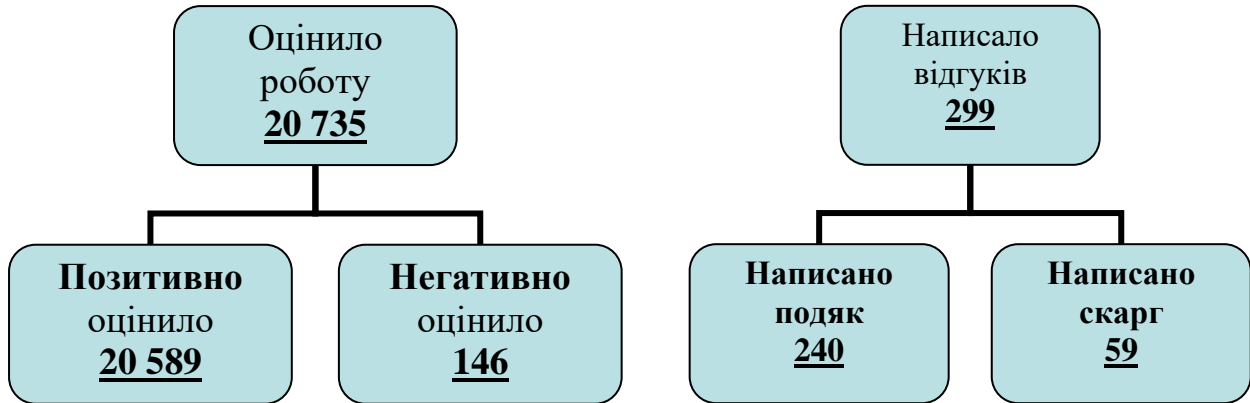 Оцінило
роботу
20 735
Написало
відгуків
299
Позитивно
оцінило
20 589
Негативно
оцінило
146
Написано
подяк
240
Написано
скарг
59